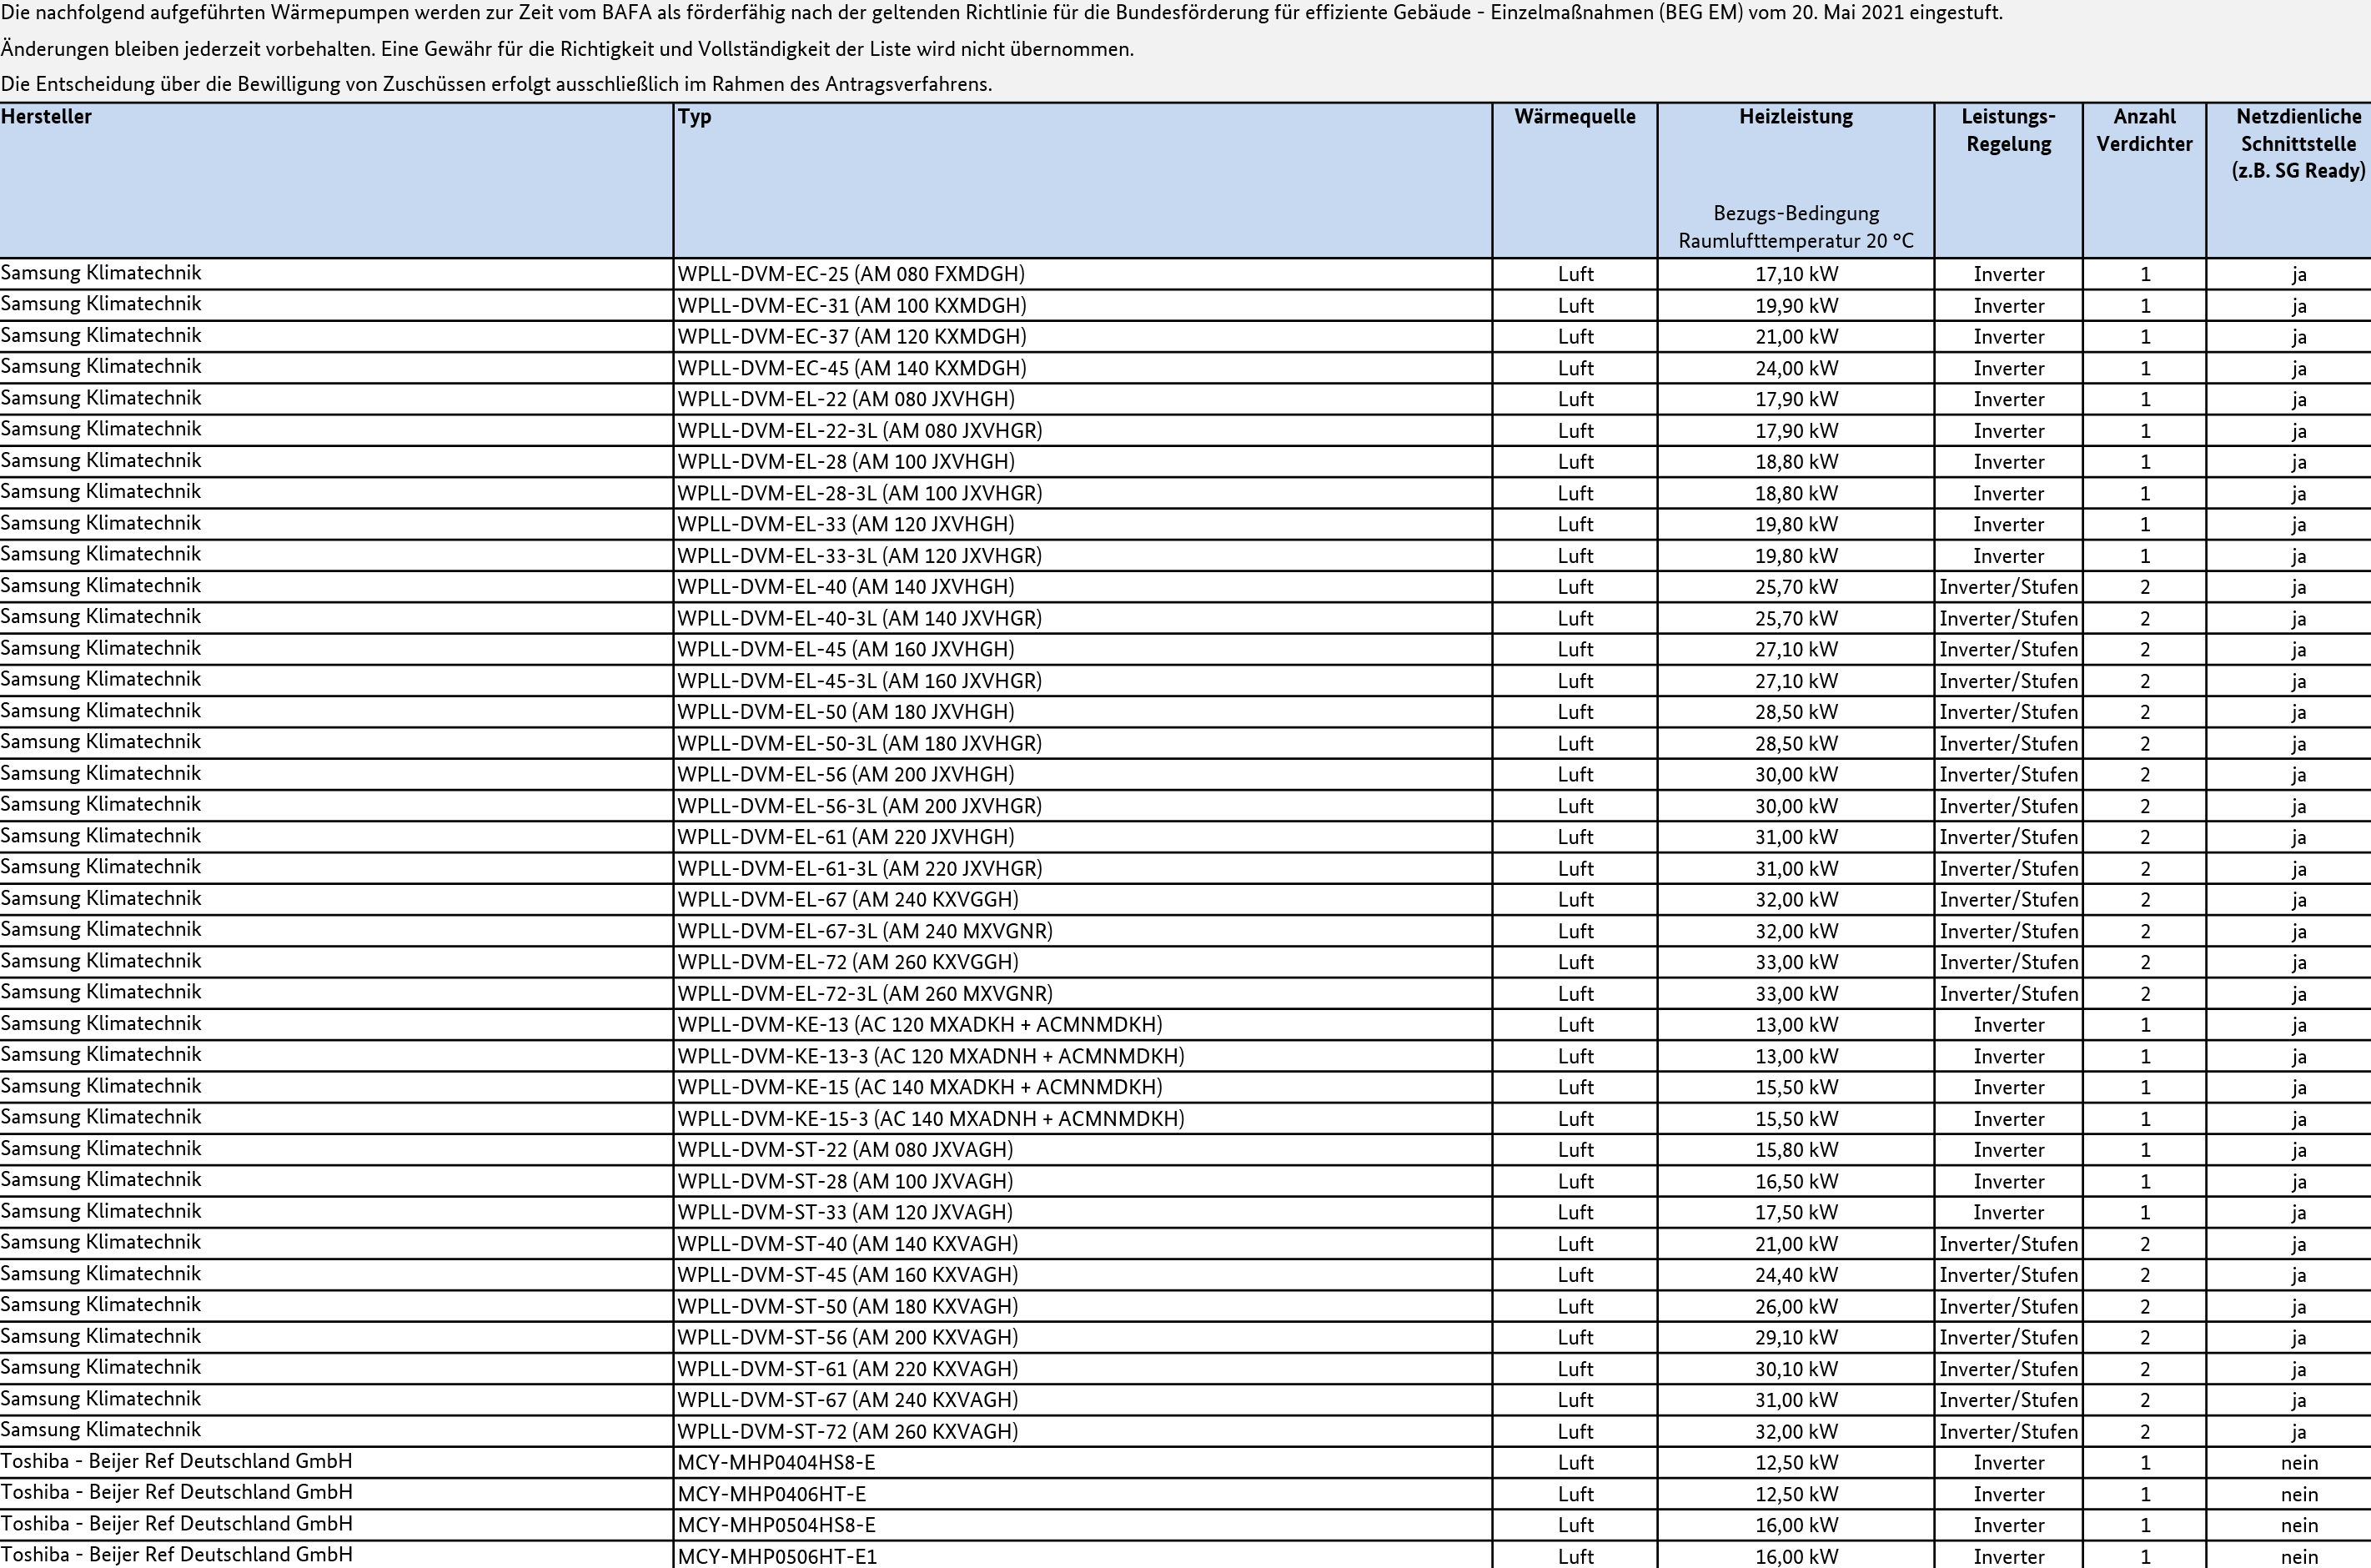 Die nachfolgend aufgeführten Wärmepumpen werden zur Zeit vom BAFA als förderfähig nach der geltenden Richtlinie für die Bundesförderung für effiziente Gebäude - Einzelmaßnahmen (BEG EM) vom 20. Mai 2021 eingestuft.
Änderungen bleiben jederzeit vorbehalten. Eine Gewähr für die Richtigkeit und Vollständigkeit der Liste wird nicht übernommen.
Die Entscheidung über die Bewilligung von Zuschüssen erfolgt ausschließlich im Rahmen des Antragsverfahrens.
Hersteller Typ Wärmequelle Heizleistung Leistungs- Anzahl Netzdienliche
Regelung Verdichter Schnittstelle
(z.B. SG Ready)
Bezugs-Bedingung
Raumlufttemperatur 20 °C
Samsung Klimatechnik WPLL-DVM-EC-25 (AM 080 FXMDGH) Luft 17,10 kW Inverter 1 ja
Samsung Klimatechnik WPLL-DVM-EC-31 (AM 100 KXMDGH) Luft 19,90 kW Inverter 1 ja
Samsung Klimatechnik WPLL-DVM-EC-37 (AM 120 KXMDGH) Luft 21,00 kW Inverter 1 ja
Samsung Klimatechnik WPLL-DVM-EC-45 (AM 140 KXMDGH) Luft 24,00 kW Inverter 1 ja
Samsung Klimatechnik WPLL-DVM-EL-22 (AM 080 JXVHGH) Luft 17,90 kW Inverter 1 ja
Samsung Klimatechnik WPLL-DVM-EL-22-3L (AM 080 JXVHGR) Luft 17,90 kW Inverter 1 ja
Samsung Klimatechnik WPLL-DVM-EL-28 (AM 100 JXVHGH) Luft 18,80 kW Inverter 1 ja
Samsung Klimatechnik WPLL-DVM-EL-28-3L (AM 100 JXVHGR) Luft 18,80 kW Inverter 1 ja
Samsung Klimatechnik WPLL-DVM-EL-33 (AM 120 JXVHGH) Luft 19,80 kW Inverter 1 ja
Samsung Klimatechnik WPLL-DVM-EL-33-3L (AM 120 JXVHGR) Luft 19,80 kW Inverter 1 ja
Samsung Klimatechnik WPLL-DVM-EL-40 (AM 140 JXVHGH) Luft 25,70 kW Inverter/Stufen 2 ja
Samsung Klimatechnik WPLL-DVM-EL-40-3L (AM 140 JXVHGR) Luft 25,70 kW Inverter/Stufen 2 ja
Samsung Klimatechnik WPLL-DVM-EL-45 (AM 160 JXVHGH) Luft 27,10 kW Inverter/Stufen 2 ja
Samsung Klimatechnik WPLL-DVM-EL-45-3L (AM 160 JXVHGR) Luft 27,10 kW Inverter/Stufen 2 ja
Samsung Klimatechnik WPLL-DVM-EL-50 (AM 180 JXVHGH) Luft 28,50 kW Inverter/Stufen 2 ja
Samsung Klimatechnik WPLL-DVM-EL-50-3L (AM 180 JXVHGR) Luft 28,50 kW Inverter/Stufen 2 ja
Samsung Klimatechnik WPLL-DVM-EL-56 (AM 200 JXVHGH) Luft 30,00 kW Inverter/Stufen 2 ja
Samsung Klimatechnik WPLL-DVM-EL-56-3L (AM 200 JXVHGR) Luft 30,00 kW Inverter/Stufen 2 ja
Samsung Klimatechnik WPLL-DVM-EL-61 (AM 220 JXVHGH) Luft 31,00 kW Inverter/Stufen 2 ja
Samsung Klimatechnik WPLL-DVM-EL-61-3L (AM 220 JXVHGR) Luft 31,00 kW Inverter/Stufen 2 ja
Samsung Klimatechnik WPLL-DVM-EL-67 (AM 240 KXVGGH) Luft 32,00 kW Inverter/Stufen 2 ja
Samsung Klimatechnik WPLL-DVM-EL-67-3L (AM 240 MXVGNR) Luft 32,00 kW Inverter/Stufen 2 ja
Samsung Klimatechnik WPLL-DVM-EL-72 (AM 260 KXVGGH) Luft 33,00 kW Inverter/Stufen 2 ja
Samsung Klimatechnik WPLL-DVM-EL-72-3L (AM 260 MXVGNR) Luft 33,00 kW Inverter/Stufen 2 ja
Samsung Klimatechnik WPLL-DVM-KE-13 (AC 120 MXADKH + ACMNMDKH) Luft 13,00 kW Inverter 1 ja
Samsung Klimatechnik WPLL-DVM-KE-13-3 (AC 120 MXADNH + ACMNMDKH) Luft 13,00 kW Inverter 1 ja
Samsung Klimatechnik WPLL-DVM-KE-15 (AC 140 MXADKH + ACMNMDKH) Luft 15,50 kW Inverter 1 ja
Samsung Klimatechnik WPLL-DVM-KE-15-3 (AC 140 MXADNH + ACMNMDKH) Luft 15,50 kW Inverter 1 ja
Samsung Klimatechnik WPLL-DVM-ST-22 (AM 080 JXVAGH) Luft 15,80 kW Inverter 1 ja
Samsung Klimatechnik WPLL-DVM-ST-28 (AM 100 JXVAGH) Luft 16,50 kW Inverter 1 ja
Samsung Klimatechnik WPLL-DVM-ST-33 (AM 120 JXVAGH) Luft 17,50 kW Inverter 1 ja
Samsung Klimatechnik WPLL-DVM-ST-40 (AM 140 KXVAGH) Luft 21,00 kW Inverter/Stufen 2 ja
Samsung Klimatechnik WPLL-DVM-ST-45 (AM 160 KXVAGH) Luft 24,40 kW Inverter/Stufen 2 ja
Samsung Klimatechnik WPLL-DVM-ST-50 (AM 180 KXVAGH) Luft 26,00 kW Inverter/Stufen 2 ja
Samsung Klimatechnik WPLL-DVM-ST-56 (AM 200 KXVAGH) Luft 29,10 kW Inverter/Stufen 2 ja
Samsung Klimatechnik WPLL-DVM-ST-61 (AM 220 KXVAGH) Luft 30,10 kW Inverter/Stufen 2 ja
Samsung Klimatechnik WPLL-DVM-ST-67 (AM 240 KXVAGH) Luft 31,00 kW Inverter/Stufen 2 ja
Samsung Klimatechnik WPLL-DVM-ST-72 (AM 260 KXVAGH) Luft 32,00 kW Inverter/Stufen 2 ja
Toshiba - Beijer Ref Deutschland GmbH MCY-MHP0404HS8-E Luft 12,50 kW Inverter 1 nein
Toshiba - Beijer Ref Deutschland GmbH MCY-MHP0406HT-E Luft 12,50 kW Inverter 1 nein
Toshiba - Beijer Ref Deutschland GmbH MCY-MHP0504HS8-E Luft 16,00 kW Inverter 1 nein
Toshiba - Beijer Ref Deutschland GmbH MCY-MHP0506HT-E1 Luft 16,00 kW Inverter 1 nein